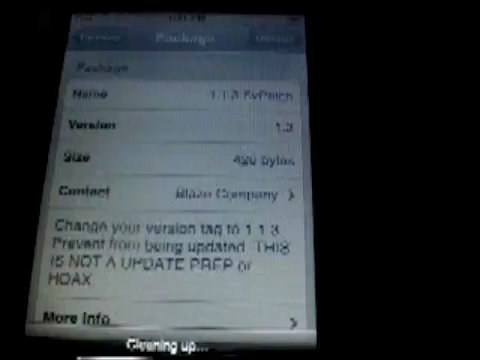 Package
Package
Name 1.1.3
Version 1.3
Size bytes
Contact Blaze Company
Change your version tag to 1.1.3.
Prevent from being updated. THIS
IS NOT A UPDATE PREP or
HOAX
More Info
Cleaning up...